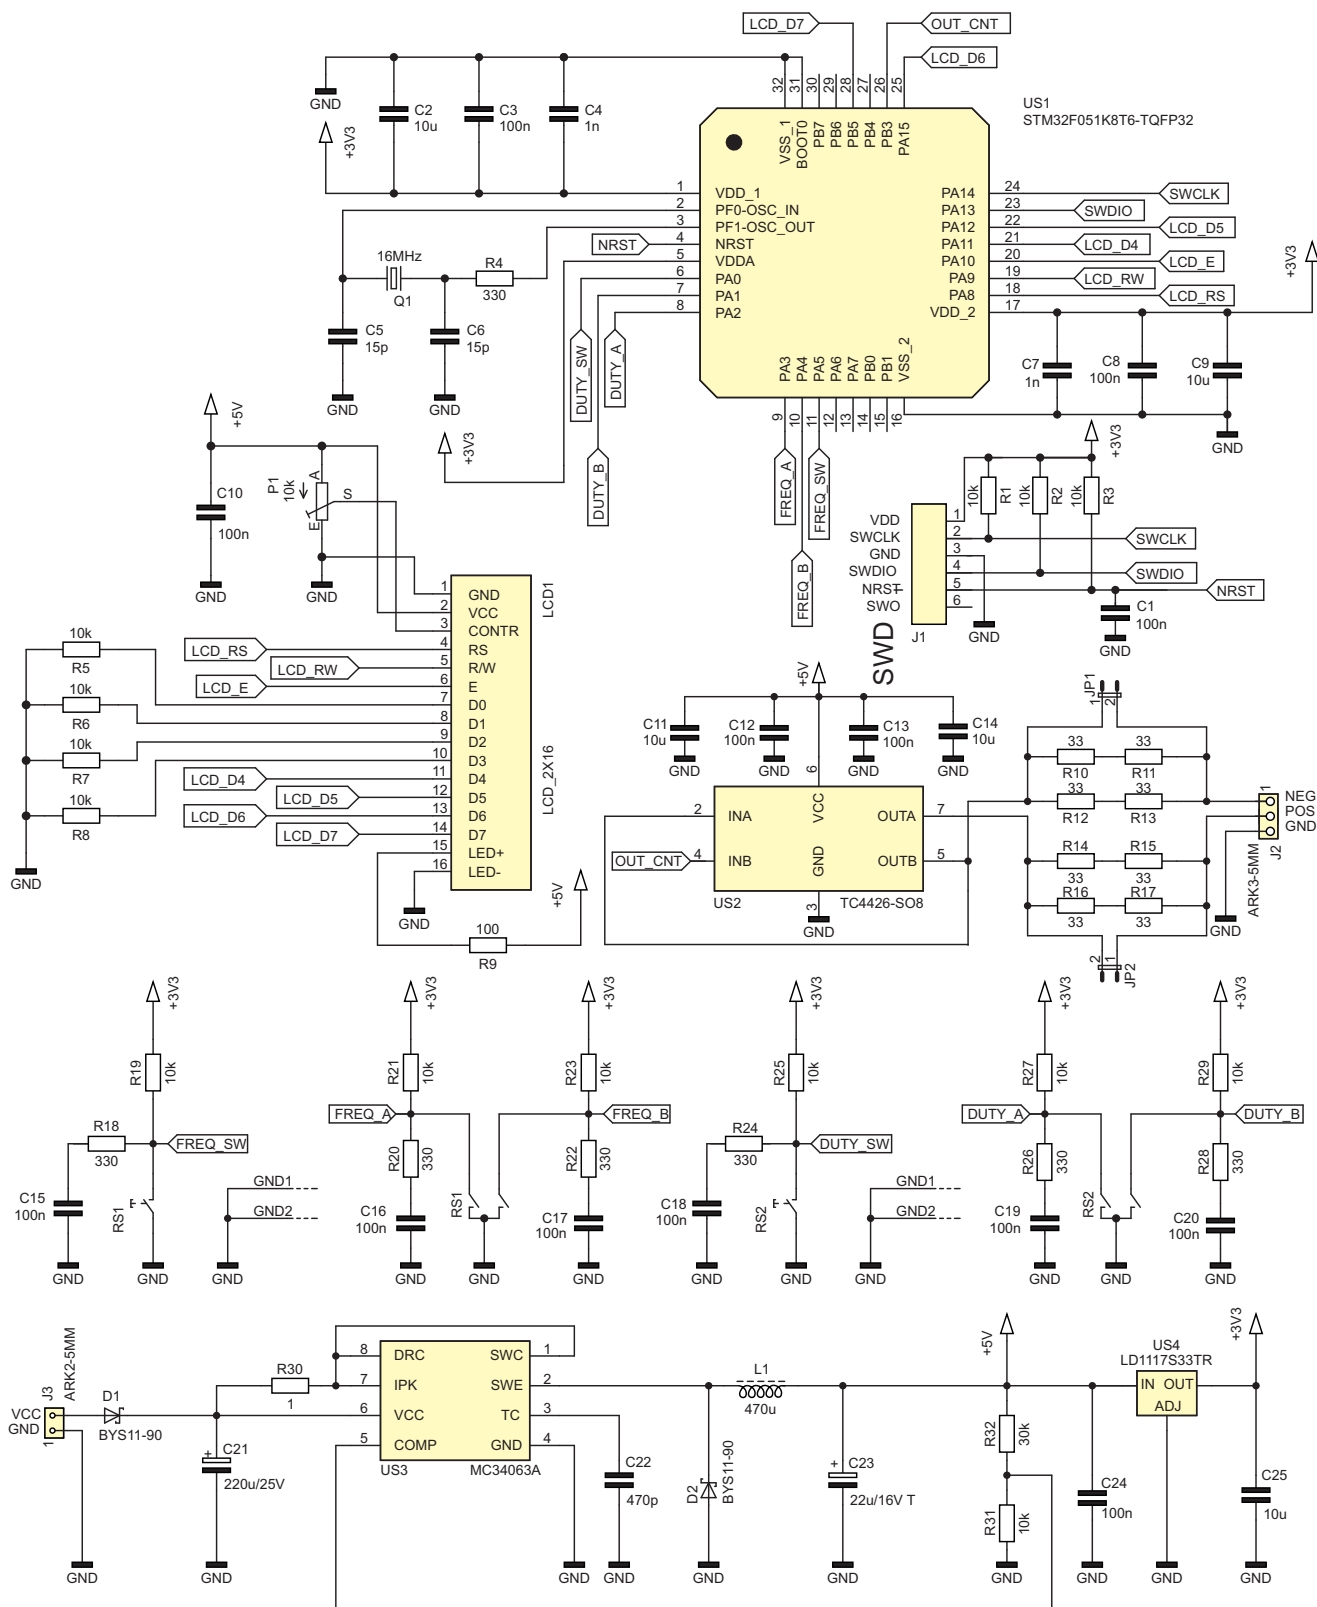 LCD_D7
OUT_CNT
LCD_D6
GND
+3V3
C2
10u
C3
100n
C4
1n
32
31
30
29
28
27
26
25
VSS_1
BOOT0
PB7
PB6
PB5
PB4
PB3
PA15
US1
STM32F051K8T6-TQFP32
1
2
3
4
5
6
7
8
VDD_1
PF0-OSC_IN
PF1-OSC_OUT
NRST
VDDA
PA0
PA1
PA2
PA14
PA13
PA12
PA11
PA10
PA9
PA8
VDD_2
24
23
22
21
20
19
18
17
SWCLK
SWDIO
LCD_D5
LCD_D4
LCD_E
LCD_RW
LCD_RS
+3V3
NRST
16MHz
Q1
R4
330
C5
15p
C6
15p
GND
GND
DUTY_SW
DUTY_A
DUTY_B
+3V3
PA3
PA4
PA5
PA6
PA7
PB0
PB1
VSS_2
9
10
11
12
13
14
15
16
FREQ_A
FREQ_SW
FREQ_B
C7
1n
C8
100n
C9
10u
GND
+5V
C10
100n
GND
P1
10k
A
S
E
GND
+3V3
10k
R1
10k
R2
10k
R3
VDD
SWCLK
GND
SWDIO
NRST
SWO
1
2
3
4
5
6
J1
SWD
GND
SWCLK
SWDIO
NRST
C1
100n
GND
LCD1
LCD_2X16
1
2
3
4
5
6
7
8
9
10
11
12
13
14
15
16
GND
VCC
CONTR
RS
R/W
E
D0
D1
D2
D3
D4
D5
D6
D7
LED+
LED-
LCD_RS
LCD_RW
LCD_E
LCD_D4
LCD_D5
LCD_D6
LCD_D7
10k
R5
10k
R6
10k
R7
10k
R8
GND
GND
100
R9
+5V
+5V
C11
10u
C12
100n
C13
100n
C14
10u
GND
GND
GND
GND
6
2
INA
VCC
OUTA
7
OUT_CNT
4
INB
GND
OUTB
5
US2
3
TC4426-SO8
GND
JP1
1
2
33
33
R10
R11
33
33
R12
R13
R14
R15
33
33
R16
R17
33
33
2
1
JP2
1
NEG
POS
GND
J2
ARK3-5MM
GND
+3V3
R19
10k
R18
330
FREQ_SW
C15
100n
RS1
GND
GND
GND1
GND2
GND
+3V3
R21
10k
FREQ_A
R20
330
C16
100n
GND
RS1
GND
+3V3
R23
10k
FREQ_B
R22
330
C17
100n
GND
+3V3
R25
10k
R24
330
DUTY_SW
C18
100n
RS2
GND
GND
GND1
GND2
GND
+3V3
R27
10k
DUTY_A
R26
330
C19
100n
GND
RS2
GND
+3V3
R29
10k
DUTY_B
R28
330
C20
100n
GND
J3
ARK2-5MM
VCC
GND
1
D1
BYS11-90
GND
C21
+
220u/25V
GND
R30
1
8
7
6
5
DRC
IPK
VCC
COMP
SWC
SWE
TC
GND
1
2
3
4
US3
MC34063A
C22
470p
GND
GND
D2
BYS11-90
GND
L1
470u
+
C23
22u/16V T
GND
+5V
R32
30k
R31
10k
GND
C24
100n
GND
US4
LD1117S33TR
IN OUT
ADJ
GND
+3V3
C25
10u
GND